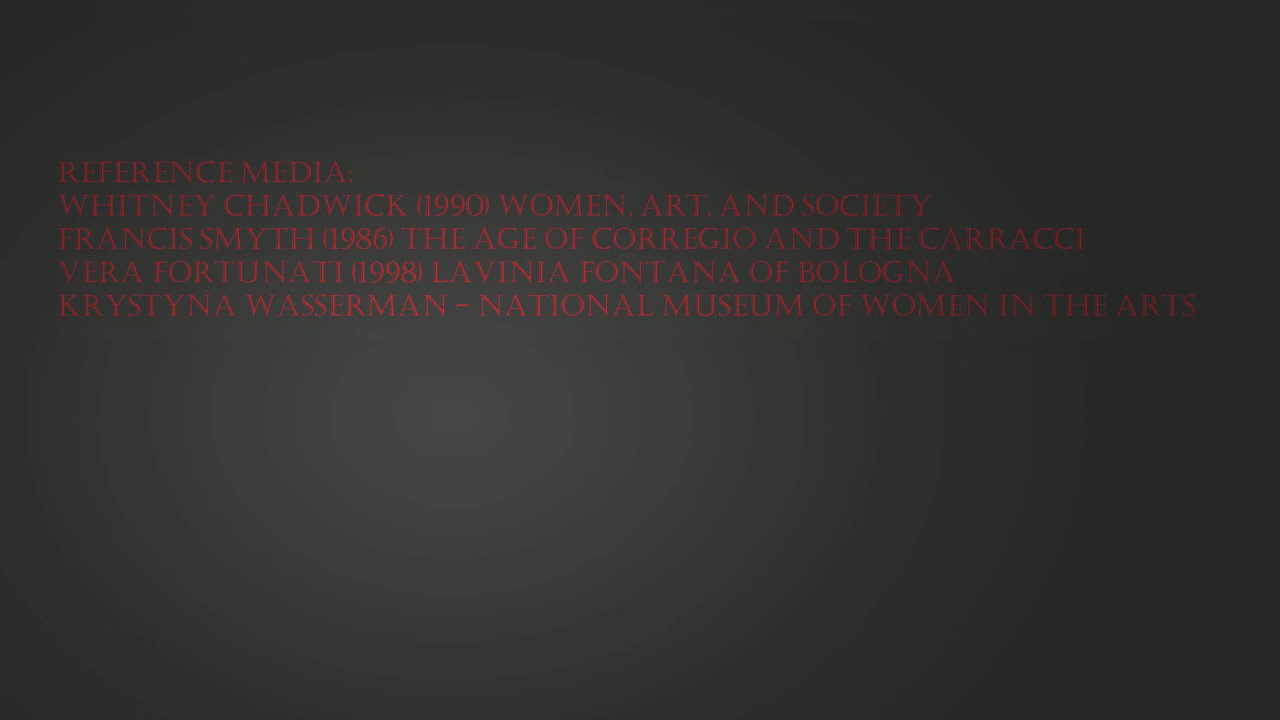 REFERENCE MEDIA:
WHITNEY CHADWICK (1990) WOMEN, ART, AND SOCIETY
FRANCIS SMYTH (1986) THE AGE OF CORREGIO AND THE CARRACCI
VERA FORTUNATI (1998) LAVINIA FONTANA OF BOLOGNA
KRYSTYNA WASSERMAN – NATIONAL MUSEUM OF WOMEN IN THE ARTS